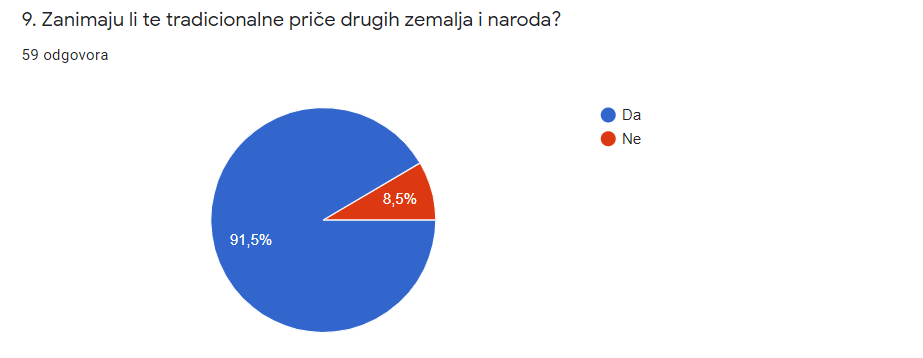 9. Zanimaju li te tradicionalne priče drugih zemalja i naroda?
59 odgovora
Da
Ne
8,5%
91,5%